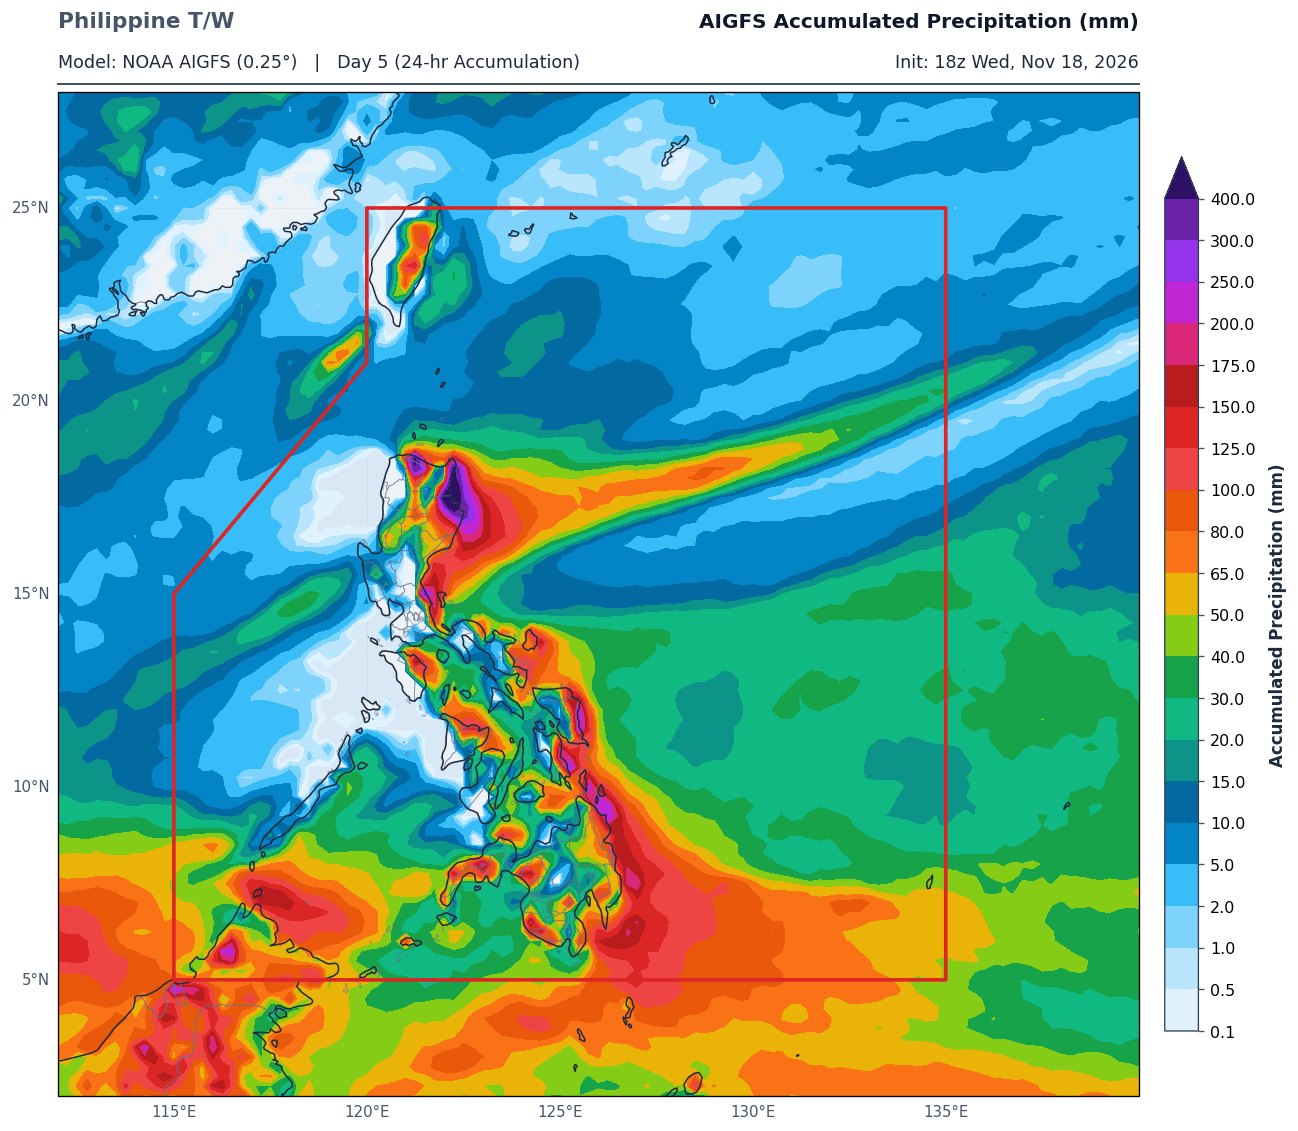 Philippine T/W
AIGFS Accumulated Precipitation (mm)
Model: NOAA AIGFS (0.25°)   |   Day 5 (24-hr Accumulation)
Init: 18z Wed, Nov 18, 2026
25°N
20°N
15°N
10°N
5°N
115°E
120°E
125°E
130°E
135°E
400.0
300.0
250.0
200.0
175.0
150.0
125.0
100.0
80.0
65.0
50.0
40.0
30.0
20.0
15.0
10.0
5.0
2.0
1.0
0.5
0.1
Accumulated Precipitation (mm)